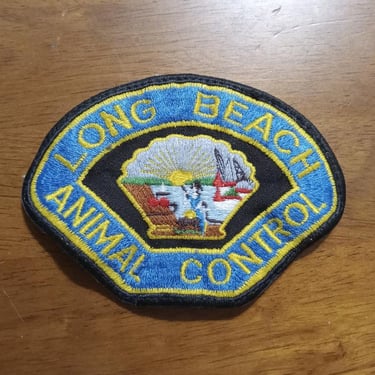 LONG BEACH
ANIMAL CONTROL